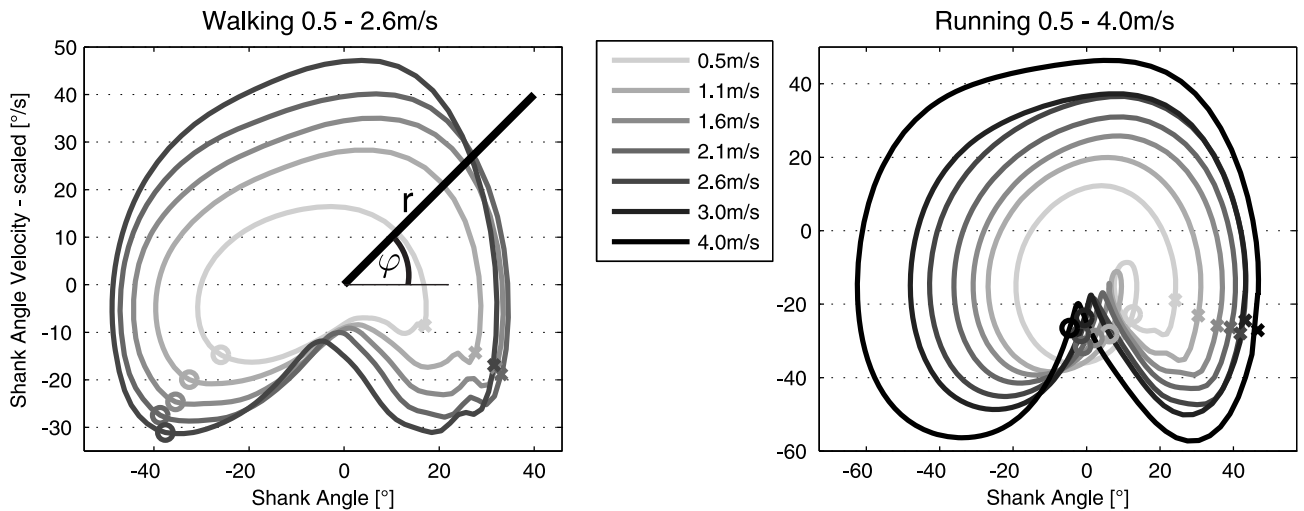 Walking 0.5 - 2.6m/s
Shank Angle Velocity - scaled [°/s]
50
40
30
20
10
0
-10
-20
-30
-40
-20
0
20
40
Shank Angle [°]
r
φ
0.5m/s
1.1m/s
1.6m/s
2.1m/s
2.6m/s
3.0m/s
4.0m/s
Running 0.5 - 4.0m/s
60
40
20
0
-20
-40
-60
-60
-40
-20
0
20
40
Shank Angle [°]